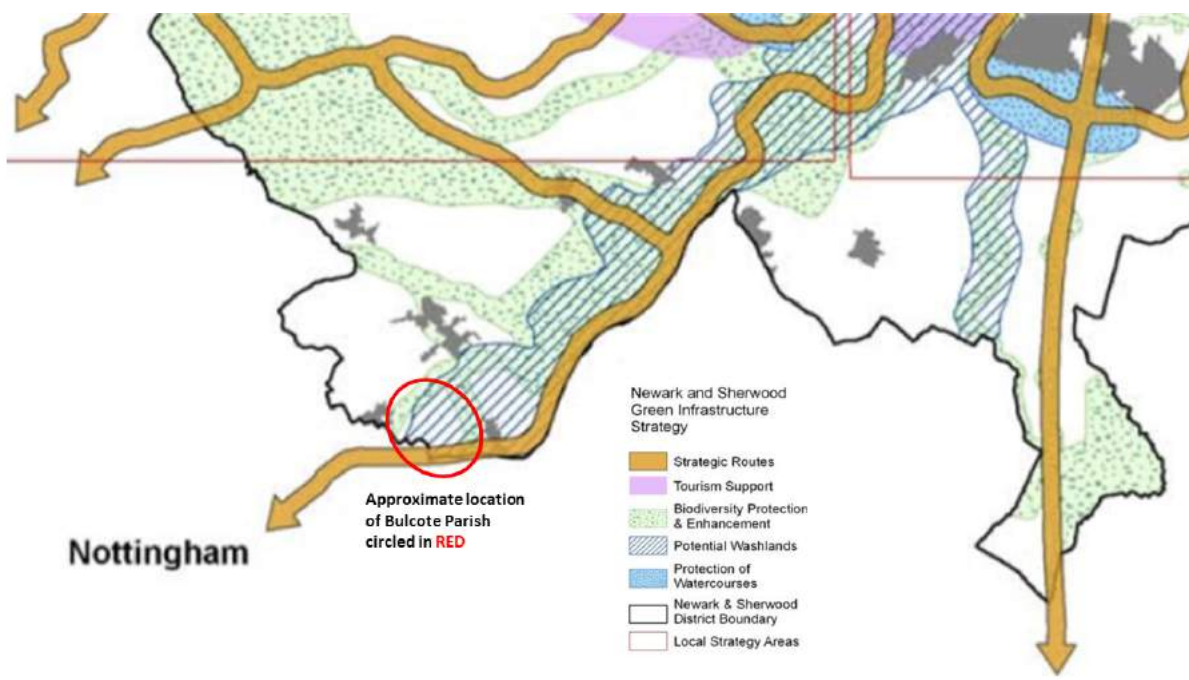 Newark and Sherwood
Green Infrastructure
Strategy
Strategic Routes
Tourism Support
Biodiversity Protection
& Enhancement
Potential Washlands
Protection of
Watercourses
Newark & Sherwood
District Boundary
Local Strategy Areas
Approximate location
of Bulcote Parish
circled in RED
Nottingham